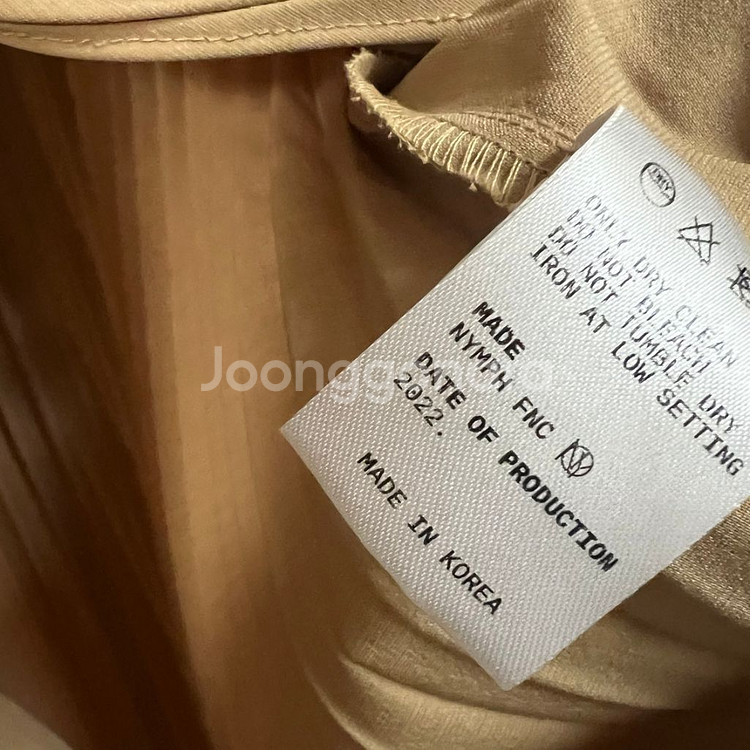 DRY
ONLY DRY CLEAN
DO NOT BLEACH
DO NOT TUMBLE DRY
IRON AT LOW SETTING
MADE
NYMPH FNC
DATE OF PRODUCTION
2022.
MADE IN KOREA